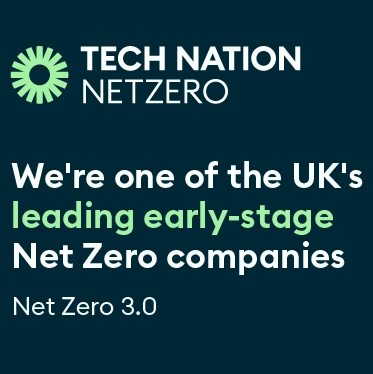 TECH NATION
NETZERO
We're one of the UK's
leading early-stage
Net Zero companies
Net Zero 3.0